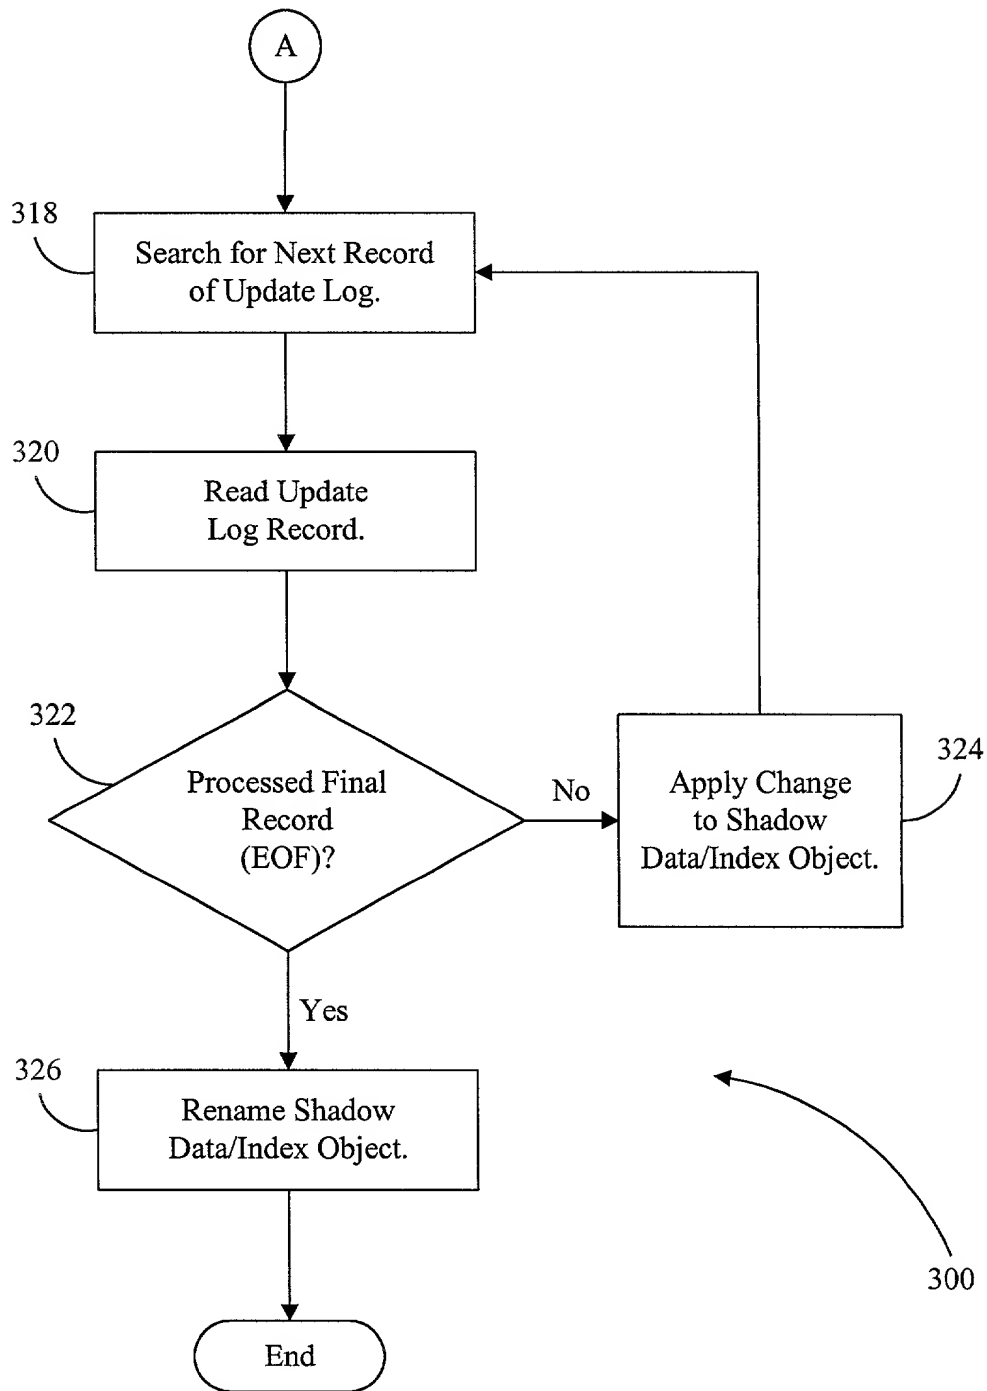 A
318
Search for Next Record
of Update Log.
320
Read Update
Log Record.
322
Processed Final
Record
(EOF)?
No
324
Apply Change
to Shadow
Data/Index Object.
Yes
326
Rename Shadow
Data/Index Object.
300
End